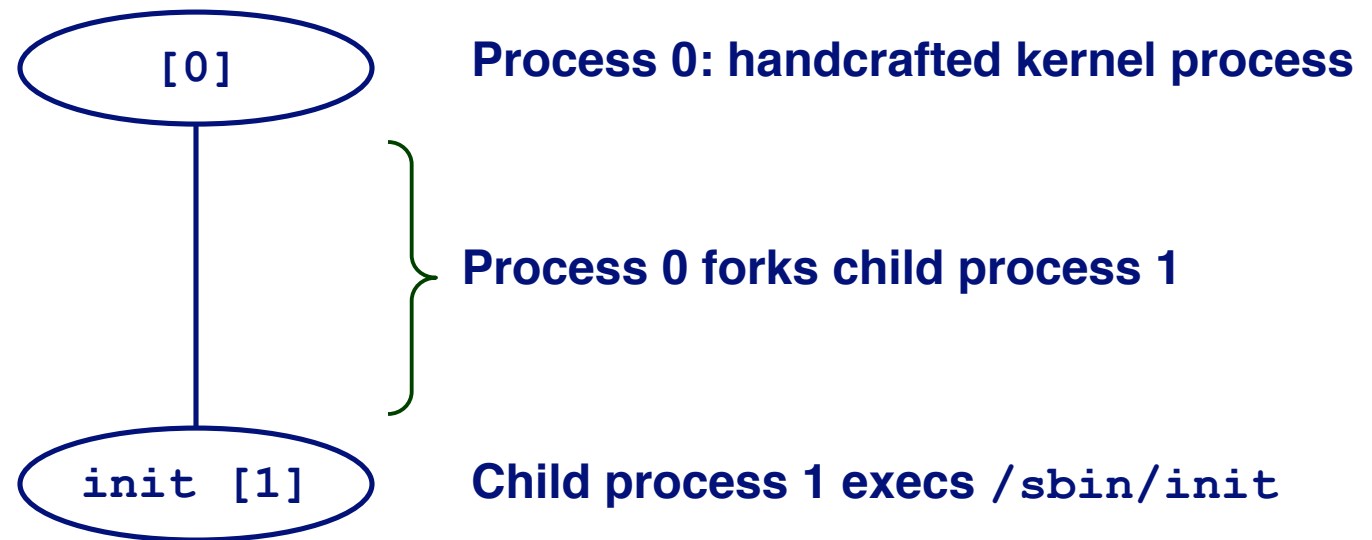 [0]
Process 0: handcrafted kernel process
Process 0 forks child process 1
init [1]
Child process 1 execs /sbin/init